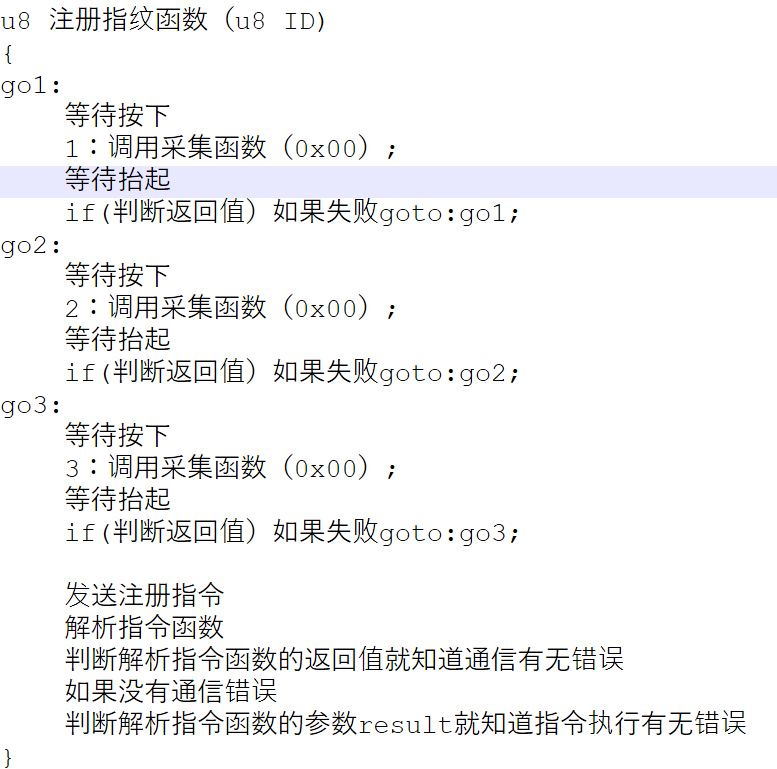 u8 注册指纹函数（u8 ID)
{
go1:
等待按下
1：调用采集函数（0x00）;
等待抬起
if(判断返回值）如果失败goto:go1;
go2:
等待按下
2：调用采集函数（0x00）;
等待抬起
if(判断返回值）如果失败goto:go2;
go3:
等待按下
3：调用采集函数（0x00）;
等待抬起
if(判断返回值）如果失败goto:go3;
发送注册指令
解析指令函数
判断解析指令函数的返回值就知道通信有无错误
如果没有通信错误
判断解析指令函数的参数result就知道指令执行有无错误
}